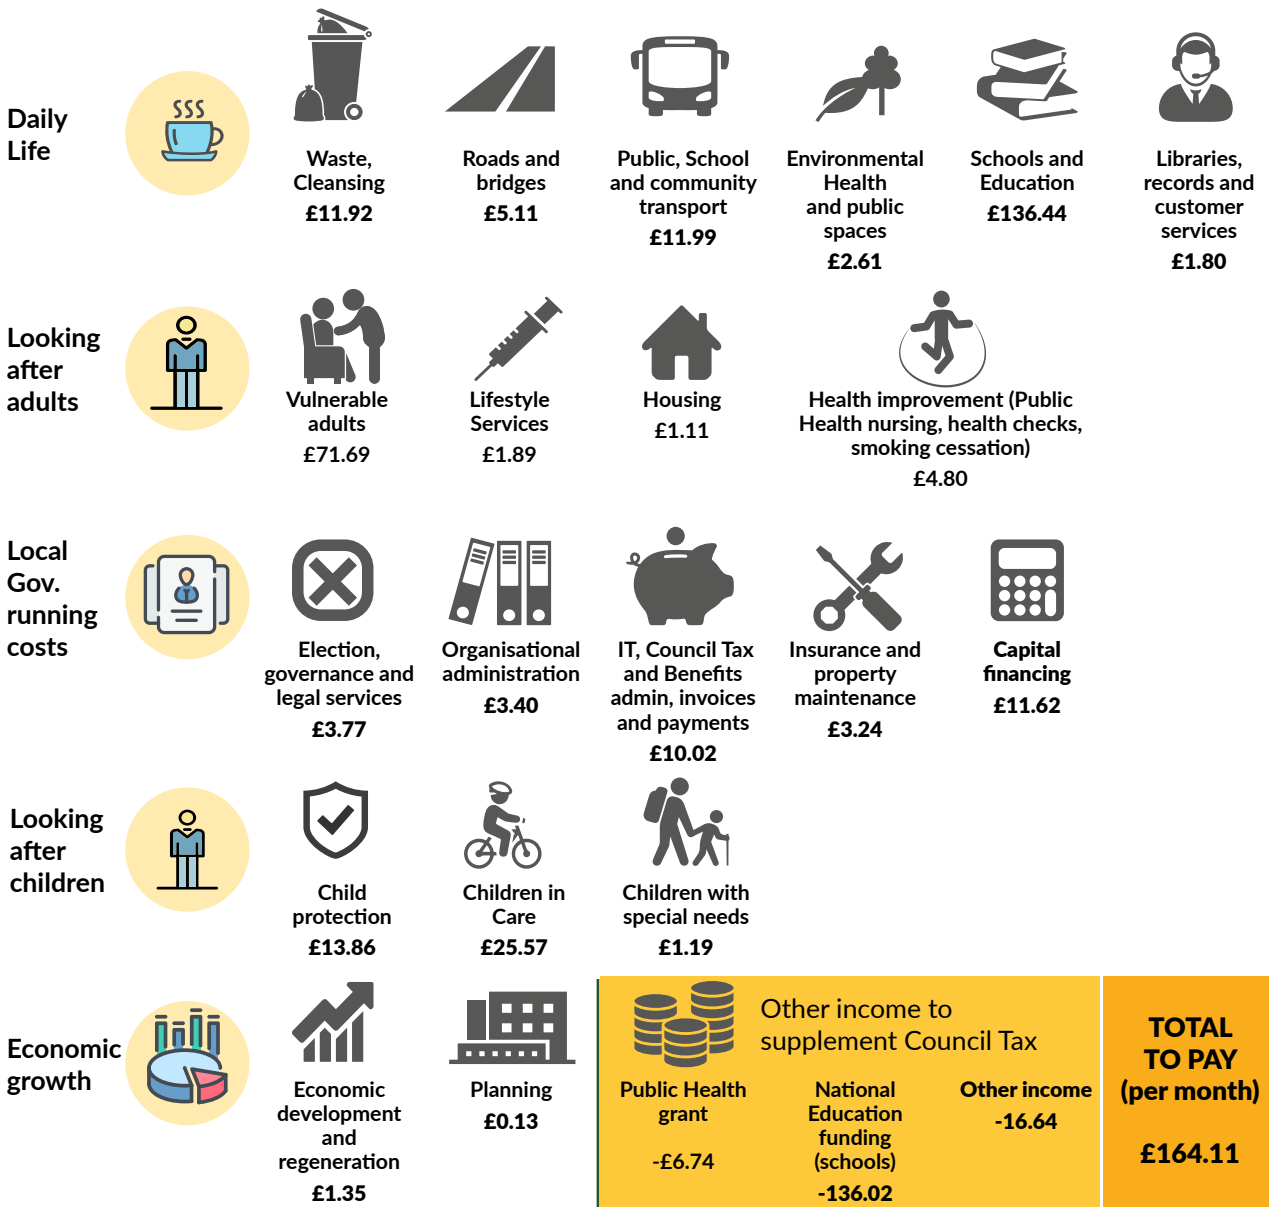 Daily
Life
Waste,
Cleansing
£11.92
Roads and
bridges
£5.11
Public, School
and community
transport
£11.99
Environmental
Health
and public
spaces
£2.61
Schools and
Education
£136.44
Libraries,
records and
customer
services
£1.80
Looking
after
adults
Vulnerable
adults
£71.69
Lifestyle
Services
£1.89
Housing
£1.11
Health improvement (Public
Health nursing, health checks,
smoking cessation)
£4.80
Local
Gov.
running
costs
Election,
governance and
legal services
£3.77
Organisational
administration
£3.40
IT, Council Tax
and Benefits
admin, invoices
and payments
£10.02
Insurance and
property
maintenance
£3.24
Capital
financing
£11.62
Looking
after
children
Child
protection
£13.86
Children in
Care
£25.57
Children with
special needs
£1.19
Economic
growth
Economic
development
and
regeneration
£1.35
Planning
£0.13
Other income to
supplement Council Tax
Public Health
grant
-£6.74
National
Education
funding
(schools)
-136.02
Other income
-16.64
TOTAL
TO PAY
(per month)
£164.11